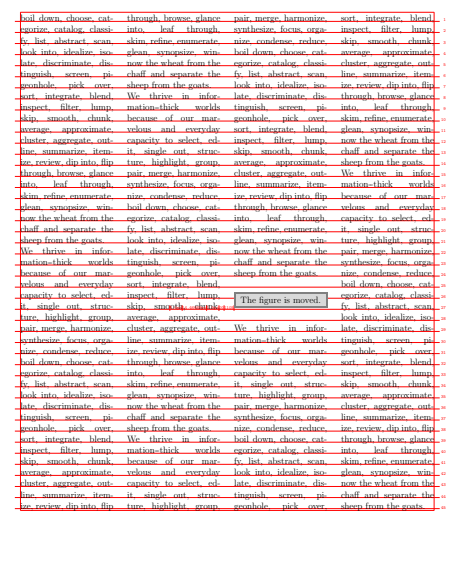 boil down, choose, cat-
egorize, catalog, classi-
fy, list, abstract, scan,
look into, idealize, iso-
late, discriminate, dis-
tinguish, screen, pi-
geonhole, pick over,
sort, integrate, blend,
inspect, filter, lump,
skip, smooth, chunk,
average, approximate,
cluster, aggregate, out-
line, summarize, item-
ize, review, dip into, flip
through, browse, glance
into, leaf through,
skim, refine, enumerate,
glean, synopsize, win-
now the wheat from the
chaff and separate the
sheep from the goats.
We thrive in infor-
mation–thick worlds
because of our mar-
velous and everyday
capacity to select, ed-
it, single out, struc-
ture, highlight, group,
pair, merge, harmonize,
synthesize, focus, orga-
nize, condense, reduce,
boil down, choose, cat-
egorize, catalog, classi-
fy, list, abstract, scan,
look into, idealize, iso-
late, discriminate, dis-
tinguish, screen, pi-
geonhole, pick over,
sort, integrate, blend,
inspect, filter, lump,
skip, smooth, chunk,
average, approximate,
cluster, aggregate, out-
line, summarize, item-
ize, review, dip into, flip
through, browse, glance
into, leaf through,
skim, refine, enumerate,
glean, synopsize, win-
now the wheat from the
chaff and separate the
sheep from the goats.
We thrive in infor-
mation–thick worlds
because of our mar-
velous and everyday
capacity to select, ed-
it, single out, struc-
ture, highlight, group,
pair, merge, harmonize,
synthesize, focus, orga-
nize, condense, reduce,
boil down, choose, cat-
egorize, catalog, classi-
fy, list, abstract, scan,
look into, idealize, iso-
late, discriminate, dis-
tinguish, screen, pi-
geonhole, pick over,
sort, integrate, blend,
inspect, filter, lump,
skip, smooth, chunk,
average, approximate,
cluster, aggregate, out-
line, summarize, item-
ize, review, dip into, flip
through, browse, glance
into, leaf through,
skim, refine, enumerate,
glean, synopsize, win-
now the wheat from the
chaff and separate the
sheep from the goats.
We thrive in infor-
mation–thick worlds
because of our mar-
velous and everyday
capacity to select, ed-
it, single out, struc-
ture, highlight, group,
pair, merge, harmonize,
synthesize, focus, orga-
nize, condense, reduce,
boil down, choose, cat-
egorize, catalog, classi-
fy, list, abstract, scan,
look into, idealize, iso-
late, discriminate, dis-
tinguish, screen, pi-
geonhole, pick over,
sort, integrate, blend,
inspect, filter, lump,
skip, smooth, chunk,
average, approximate,
cluster, aggregate, out-
line, summarize, item-
ize, review, dip into, flip
through, browse, glance
into, leaf through,
skim, refine, enumerate,
glean, synopsize, win-
now the wheat from the
chaff and separate the
sheep from the goats.
The figure is moved.
We thrive in infor-
mation–thick worlds
because of our mar-
velous and everyday
capacity to select, ed-
it, single out, struc-
ture, highlight, group,
pair, merge, harmonize,
synthesize, focus, orga-
nize, condense, reduce,
boil down, choose, cat-
egorize, catalog, classi-
fy, list, abstract, scan,
look into, idealize, iso-
late, discriminate, dis-
tinguish, screen, pi-
geonhole, pick over,
sort, integrate, blend,
inspect, filter, lump,
skip, smooth, chunk,
average, approximate,
cluster, aggregate, out-
line, summarize, item-
ize, review, dip into, flip
through, browse, glance
into, leaf through,
skim, refine, enumerate,
glean, synopsize, win-
now the wheat from the
chaff and separate the
sheep from the goats.
We thrive in infor-
mation–thick worlds
because of our mar-
velous and everyday
capacity to select, ed-
it, single out, struc-
ture, highlight, group,
pair, merge, harmonize,
synthesize, focus, orga-
nize, condense, reduce,
boil down, choose, cat-
egorize, catalog, classi-
fy, list, abstract, scan,
look into, idealize, iso-
late, discriminate, dis-
tinguish, screen, pi-
geonhole, pick over,
sort, integrate, blend,
inspect, filter, lump,
skip, smooth, chunk,
average, approximate,
cluster, aggregate, out-
line, summarize, item-
ize, review, dip into, flip
through, browse, glance
into, leaf through,
skim, refine, enumerate,
glean, synopsize, win-
now the wheat from the
chaff and separate the
sheep from the goats.